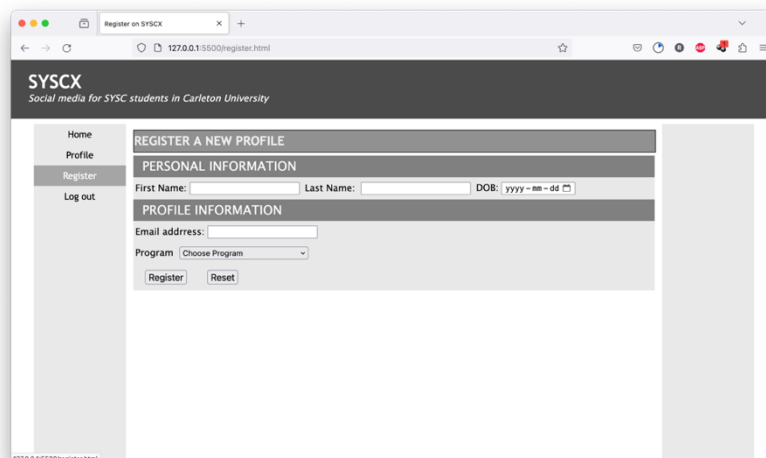 Register on SYSCX
127.0.0.1:5500/register.html
SYSCX
Social media for SYSC students in Carleton University
Home
Profile
Register
Log out
REGISTER A NEW PROFILE
PERSONAL INFORMATION
First Name: Last Name: DOB: yyyy-mm-dd
PROFILE INFORMATION
Email addrress:
Program Choose Program
Register Reset